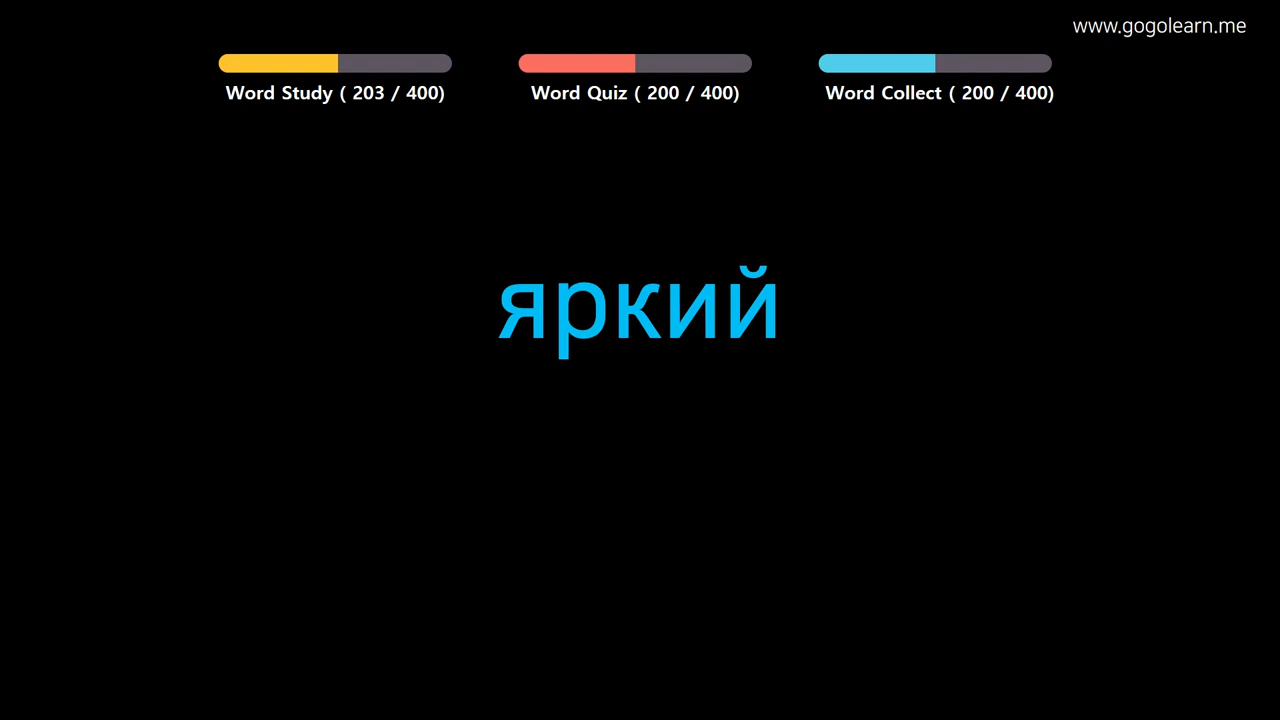 www.gogolearn.me
Word Study ( 203 / 400)
Word Quiz ( 200 / 400)
Word Collect ( 200 / 400)
яркий